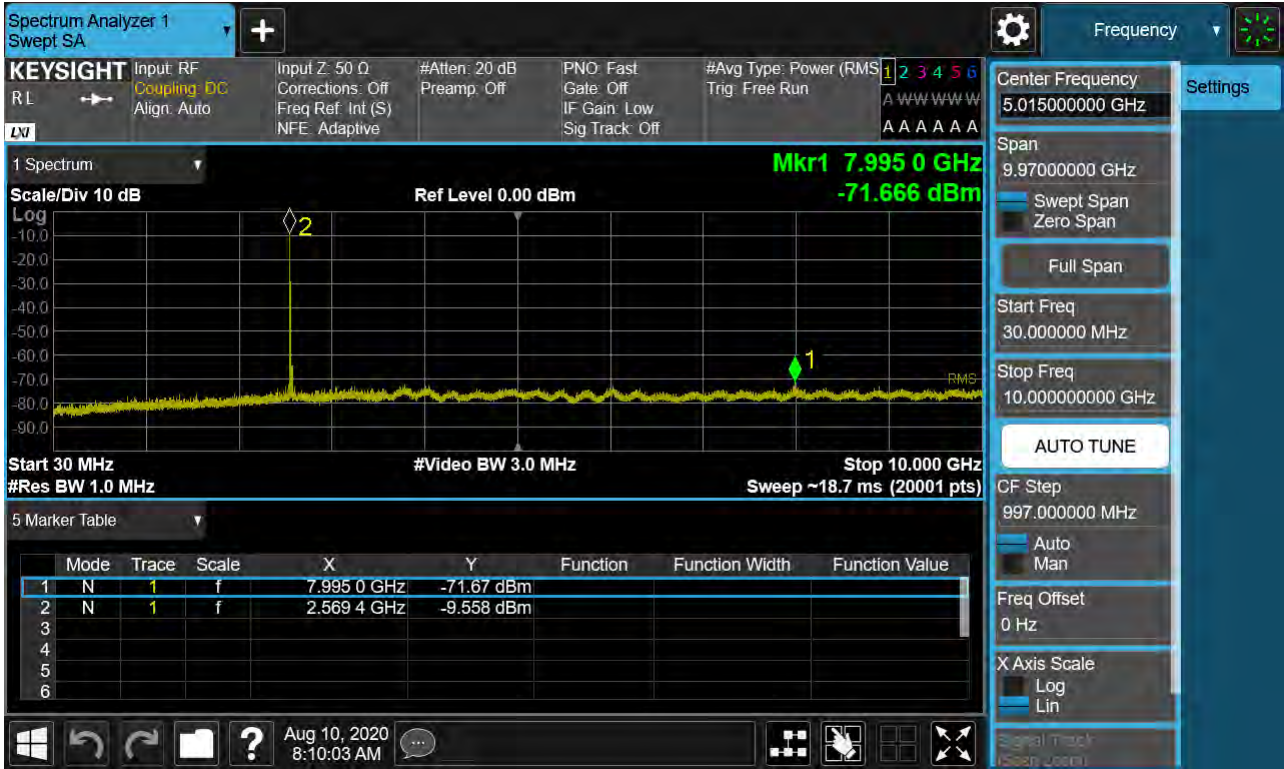 Spectrum Analyzer 1
Swept SA
Frequency
KEYSIGHT
R L
LXI
Input: RF
Coupling: DC
Align: Auto
Input Z: 50 Ω
Corrections: Off
Freq Ref: Int (S)
NFE: Adaptive
#Atten: 20 dB
Preamp: Off
PNO: Fast
Gate: Off
IF Gain: Low
Sig Track: Off
#Avg Type: Power (RMS
Trig: Free Run
1 2 3 4 5 6
A W W W W W
A A A A A A
1 Spectrum
Mkr1 7.995 0 GHz
-71.666 dBm
Scale/Div 10 dB
Ref Level 0.00 dBm
Log
-10.0
-20.0
-30.0
-40.0
-50.0
-60.0
-70.0
-80.0
-90.0
2
1
RMS
Start 30 MHz
#Video BW 3.0 MHz
Stop 10.000 GHz
#Res BW 1.0 MHz
Sweep ~18.7 ms (20001 pts)
5 Marker Table
Mode Trace Scale X Y Function Function Width Function Value
1 N 1 f 7.995 0 GHz -71.67 dBm
2 N 1 f 2.569 4 GHz -9.558 dBm
3
4
5
6
?
Aug 10, 2020
8:10:03 AM
Center Frequency
5.015000000 GHz
Settings
Span
9.97000000 GHz
Swept Span
Zero Span
Full Span
Start Freq
30.000000 MHz
Stop Freq
10.000000000 GHz
AUTO TUNE
CF Step
997.000000 MHz
Auto
Man
Freq Offset
0 Hz
X Axis Scale
Log
Lin
Signal Track
(Span Zoom)